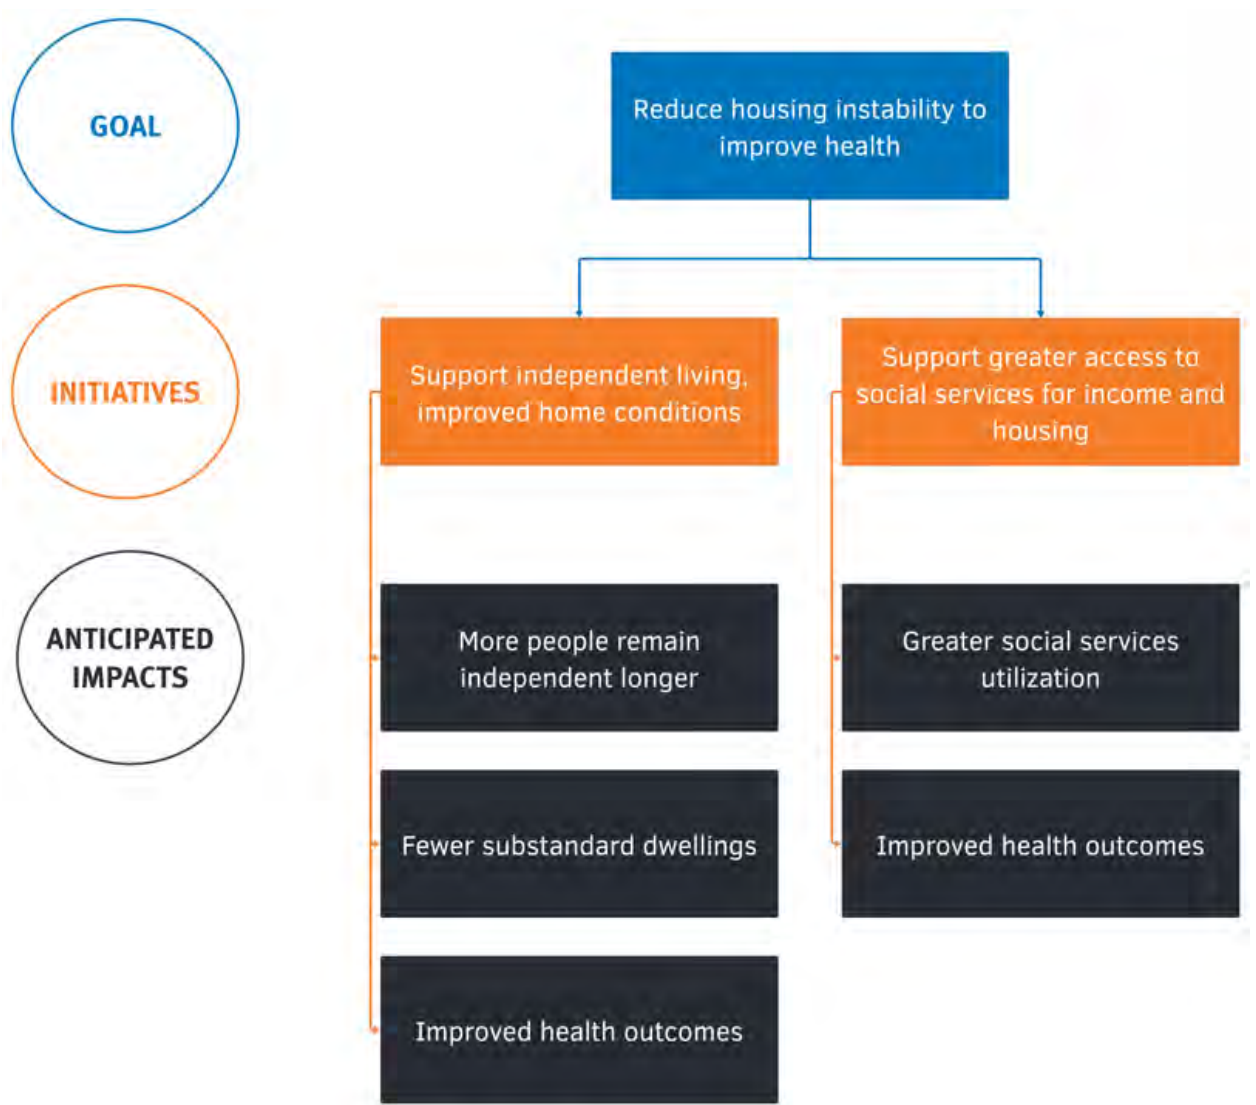 GOAL
Reduce housing instability to
improve health
INITIATIVES
Support independent living,
improved home conditions
Support greater access to
social services for income and
housing
ANTICIPATED
IMPACTS
More people remain
independent longer
Greater social services
utilization
Fewer substandard dwellings
Improved health outcomes
Improved health outcomes